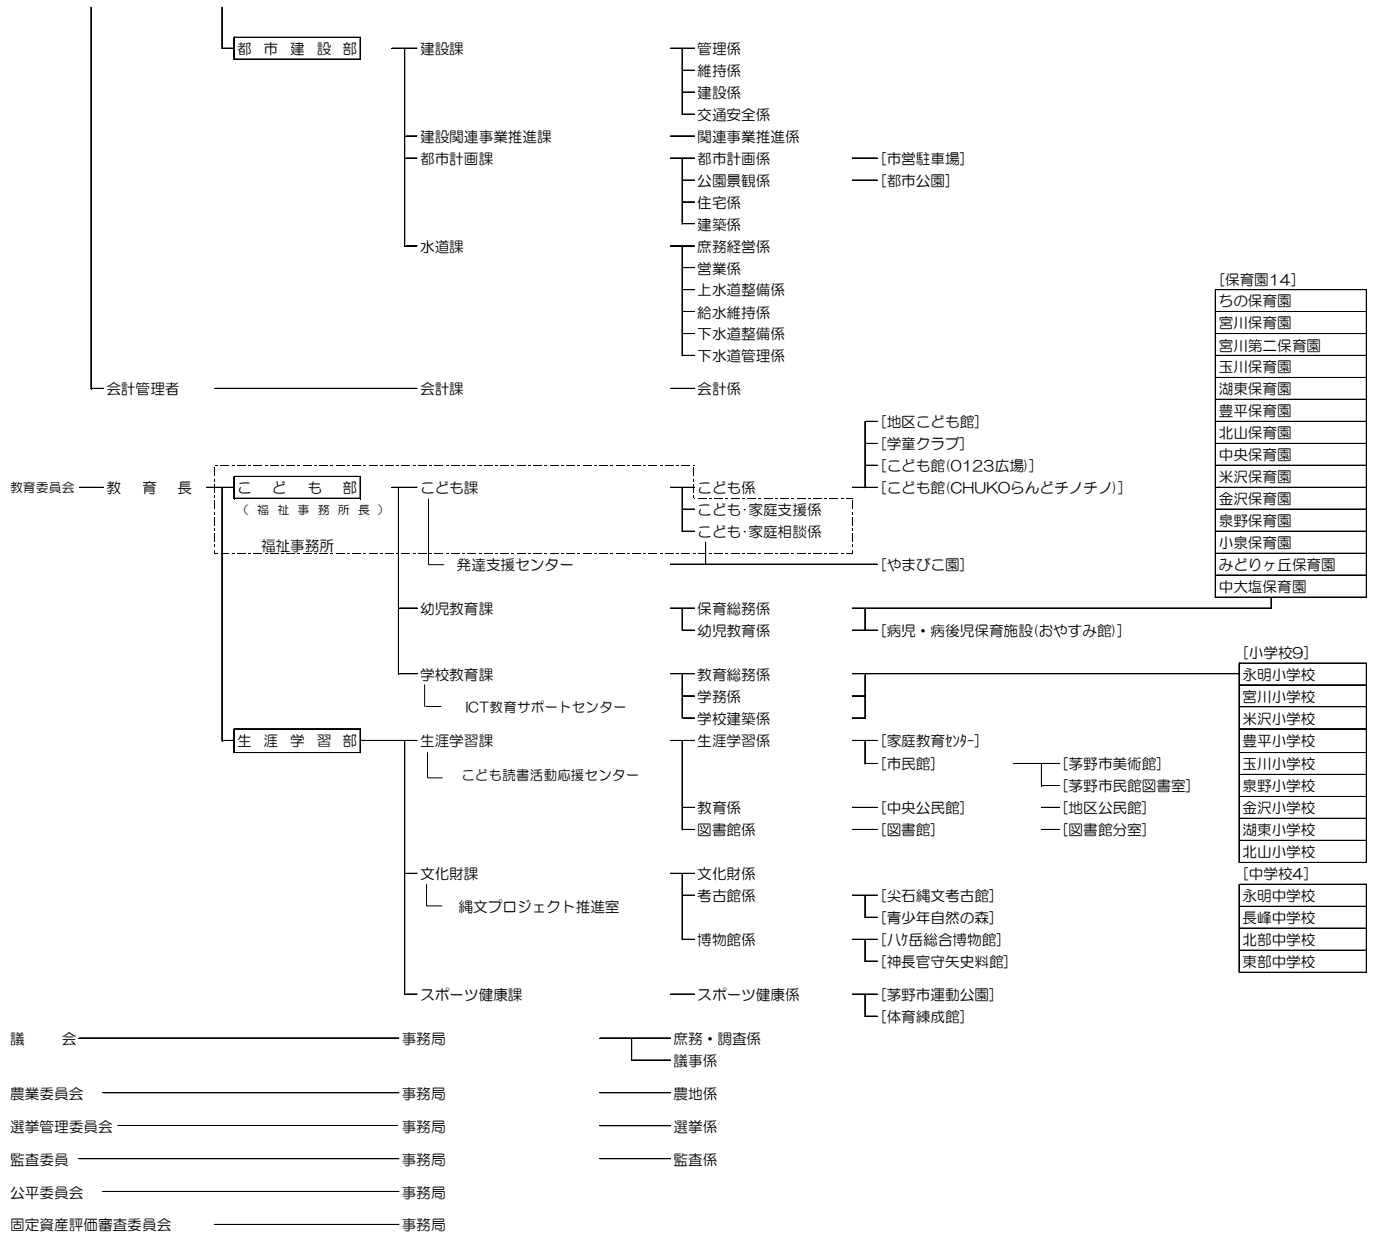 都市建設部 建設課 管理係
維持係
建設係
交通安全係
建設関連事業推進課 関連事業推進係
都市計画課 都市計画係 [市営駐車場]
公園景観係 [都市公園]
住宅係
建築係
水道課 庶務経営係
営業係
上水道整備係
給水維持係
下水道整備係
下水道管理係
会計管理者 会計課 会計係
[保育園14]
ちの保育園
宮川保育園
宮川第二保育園
玉川保育園
湖東保育園
豊平保育園
北山保育園
中央保育園
米沢保育園
金沢保育園
泉野保育園
小泉保育園
みどりヶ丘保育園
中大塩保育園
[地区こども館]
[学童クラブ]
[こども館(0123広場)]
教育委員会 教育長 こども部 こども課 こども係 [こども館(CHUKOらんどチノチノ)]
(福祉事務所長) こども・家庭支援係
こども・家庭相談係
福祉事務所
発達支援センター [やまびこ園]
幼児教育課 保育総務係
幼児教育係 [病児・病後児保育施設(おやすみ館)]
学校教育課 教育総務係
学務係
ICT教育サポートセンター
学校建築係
[小学校9]
永明小学校
宮川小学校
米沢小学校
豊平小学校
玉川小学校
泉野小学校
金沢小学校
湖東小学校
北山小学校
[中学校4]
永明中学校
長峰中学校
北部中学校
東部中学校
生涯学習部 生涯学習課 生涯学習係 [家庭教育ｾﾝﾀｰ]
[市民館] [茅野市美術館]
こども読書活動応援センター
[茅野市民館図書室]
教育係 [中央公民館] [地区公民館]
図書館係 [図書館] [図書館分室]
文化財課 文化財係
考古館係 [尖石縄文考古館]
縄文プロジェクト推進室
[青少年自然の森]
博物館係 [八ケ岳総合博物館]
[神長官守矢史料館]
スポーツ健康課 スポーツ健康係 [茅野市運動公園]
[体育練成館]
議会 事務局 庶務・調査係
議事係
農業委員会 事務局 農地係
選挙管理委員会 事務局 選挙係
監査委員 事務局 監査係
公平委員会 事務局
固定資産評価審査委員会 事務局